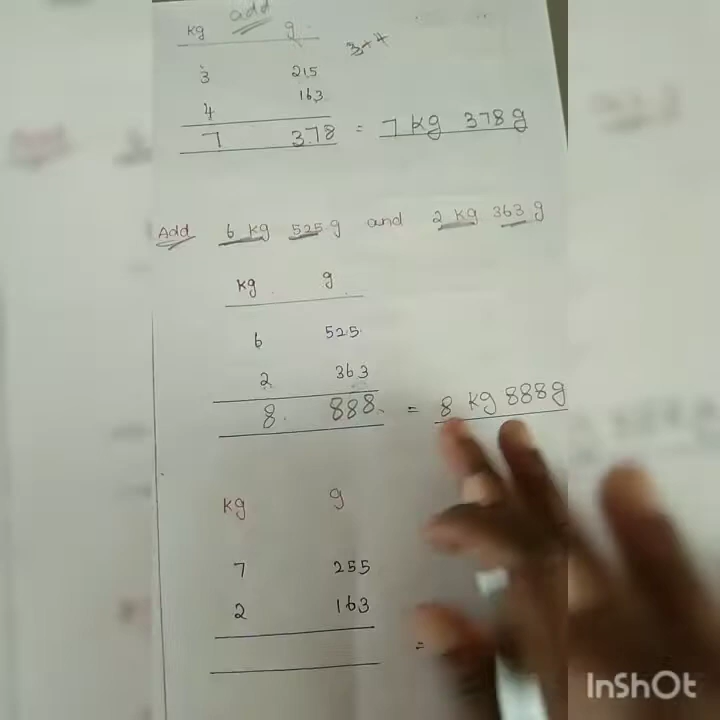 add
kg g
3 215
3+4
4 163
7 378 = 7 kg 378 g
Add 6 kg 525 g and 2 kg 363 g
kg g
6 525
2 363
8 888 = 8 kg 888 g
kg g
7 255
2 163
=
InShOt